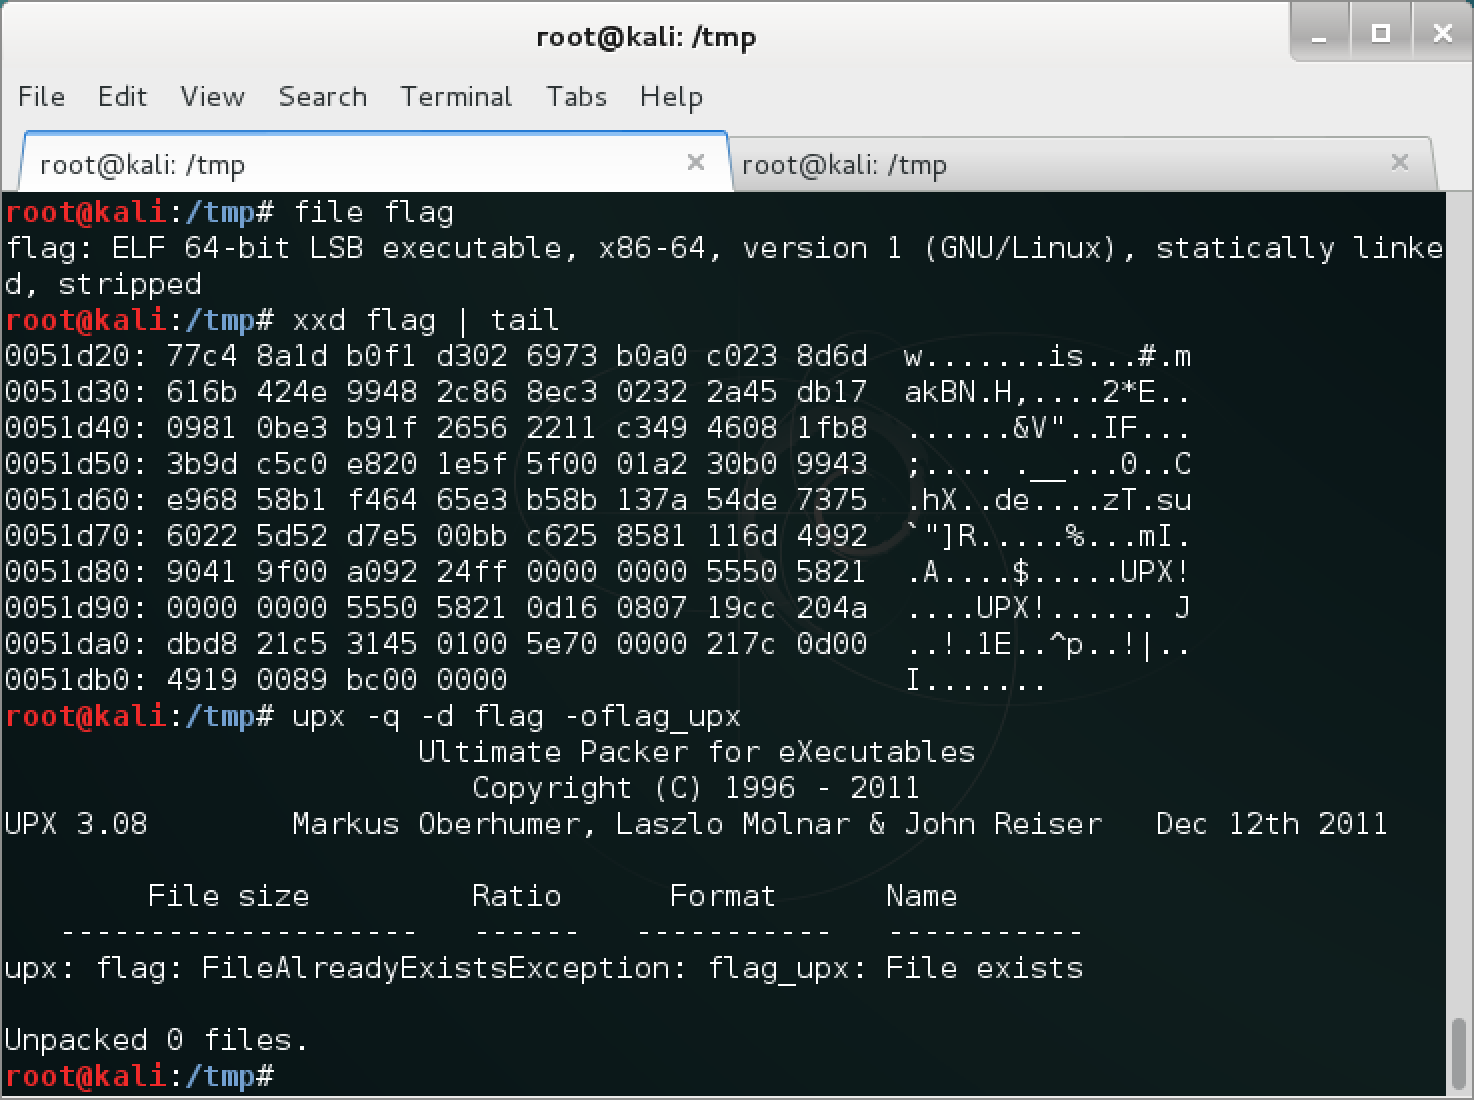 root@kali: /tmp
File Edit View Search Terminal Tabs Help
root@kali: /tmp root@kali: /tmp
root@kali:/tmp# file flag
flag: ELF 64-bit LSB executable, x86-64, version 1 (GNU/Linux), statically linke
d, stripped
root@kali:/tmp# xxd flag | tail
0051d20: 77c4 8a1d b0f1 d302 6973 b0a0 c023 8d6d  w.......is...#.m
0051d30: 616b 424e 9948 2c86 8ec3 0232 2a45 db17  akBN.H,....2*E..
0051d40: 0981 0be3 b91f 2656 2211 c349 4608 1fb8  ......&V"..IF...
0051d50: 3b9d c5c0 e820 1e5f 5f00 01a2 30b0 9943  ;.... .__...0..C
0051d60: e968 58b1 f464 65e3 b58b 137a 54de 7375  .hX..de....zT.su
0051d70: 6022 5d52 d7e5 00bb c625 8581 116d 4992  `"]R.....%...mI.
0051d80: 9041 9f00 a092 24ff 0000 0000 5550 5821  .A....$.....UPX!
0051d90: 0000 0000 5550 5821 0d16 0807 19cc 204a  ....UPX!...... J
0051da0: dbd8 21c5 3145 0100 5e70 0000 217c 0d00  ..!.1E..^p..!|..
0051db0: 4919 0089 bc00 0000                      I.......
root@kali:/tmp# upx -q -d flag -oflag_upx
Ultimate Packer for eXecutables
Copyright (C) 1996 - 2011
UPX 3.08        Markus Oberhumer, Laszlo Molnar & John Reiser   Dec 12th 2011
File size         Ratio      Format      Name
--------------------   ------   -----------   -----------
upx: flag: FileAlreadyExistsException: flag_upx: File exists
Unpacked 0 files.
root@kali:/tmp#